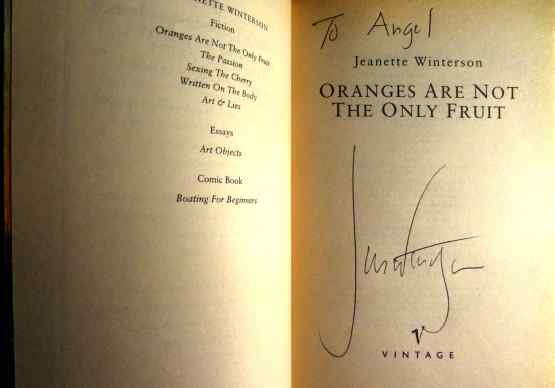 JEANETTE WINTERSON
Fiction
Oranges Are Not The Only Fruit
The Passion
Sexing The Cherry
Written On The Body
Art & Lies
Essays
Art Objects
Comic Book
Boating For Beginners
To Angel
Jeanette Winterson
ORANGES ARE NOT
THE ONLY FRUIT
V
VINTAGE